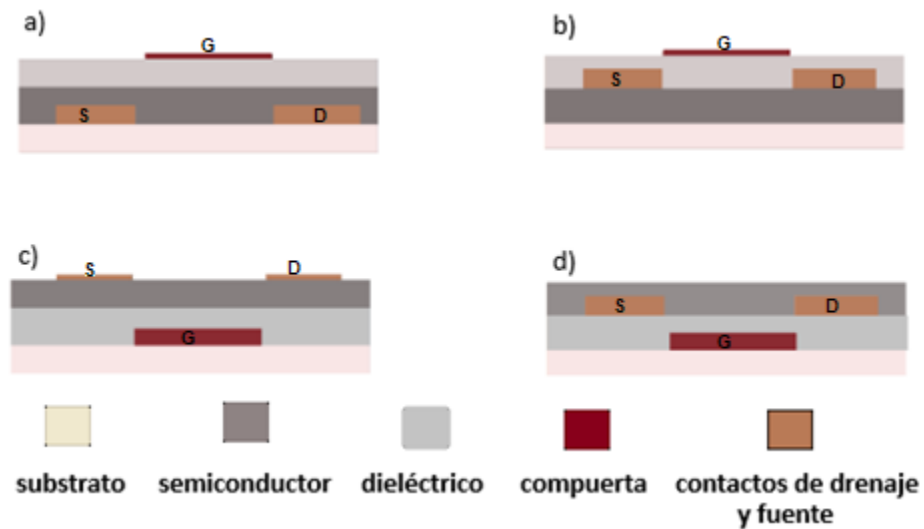 a)
G
S
D
b)
G
S
D
c)
S
D
G
d)
S
D
G
substrato
semiconductor
dieléctrico
compuerta
contactos de drenaje
y fuente